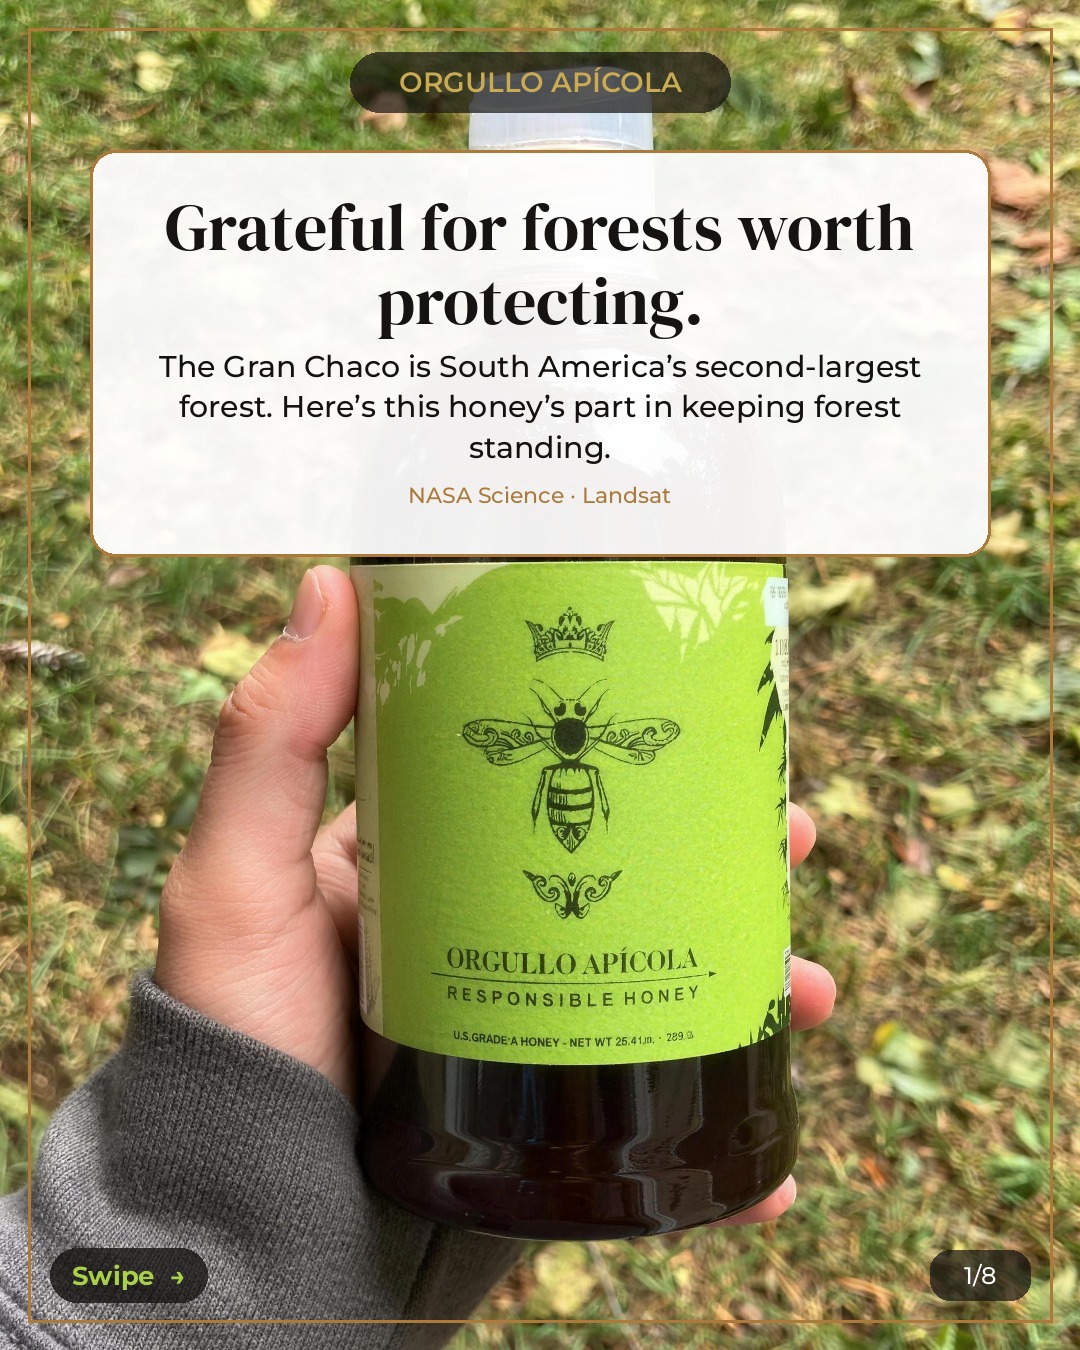 ORGULLO APÍCOLA
Grateful for forests worth
protecting.
The Gran Chaco is South America’s second-largest
forest. Here’s this honey’s part in keeping forest
standing.
NASA Science · Landsat
ORGULLO APÍCOLA
RESPONSIBLE HONEY
U.S.GRADE·A HONEY - NET WT 25.4
Swipe →
1/8